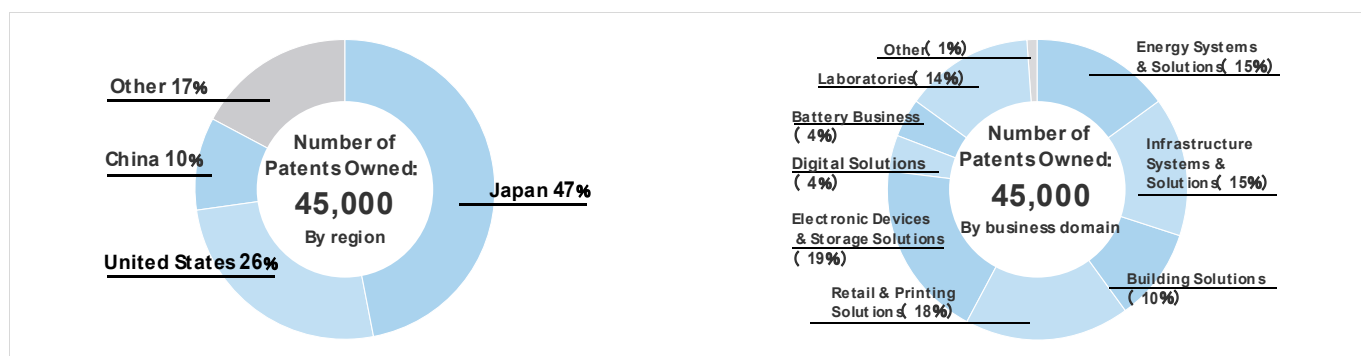 Other 17%
China 10%
United States 26%
Japan 47%
Number of
Patents Owned:
45,000
By region
Other( 1%)
Laboratories( 14%)
Battery Business
( 4%)
Digital Solutions
( 4%)
Electronic Devices
& Storage Solutions
( 19%)
Retail & Printing
Solutions( 18%)
Number of
Patents Owned:
45,000
By business domain
Energy Systems
& Solutions( 15%)
Infrastructure
Systems &
Solutions( 15%)
Building Solutions
( 10%)